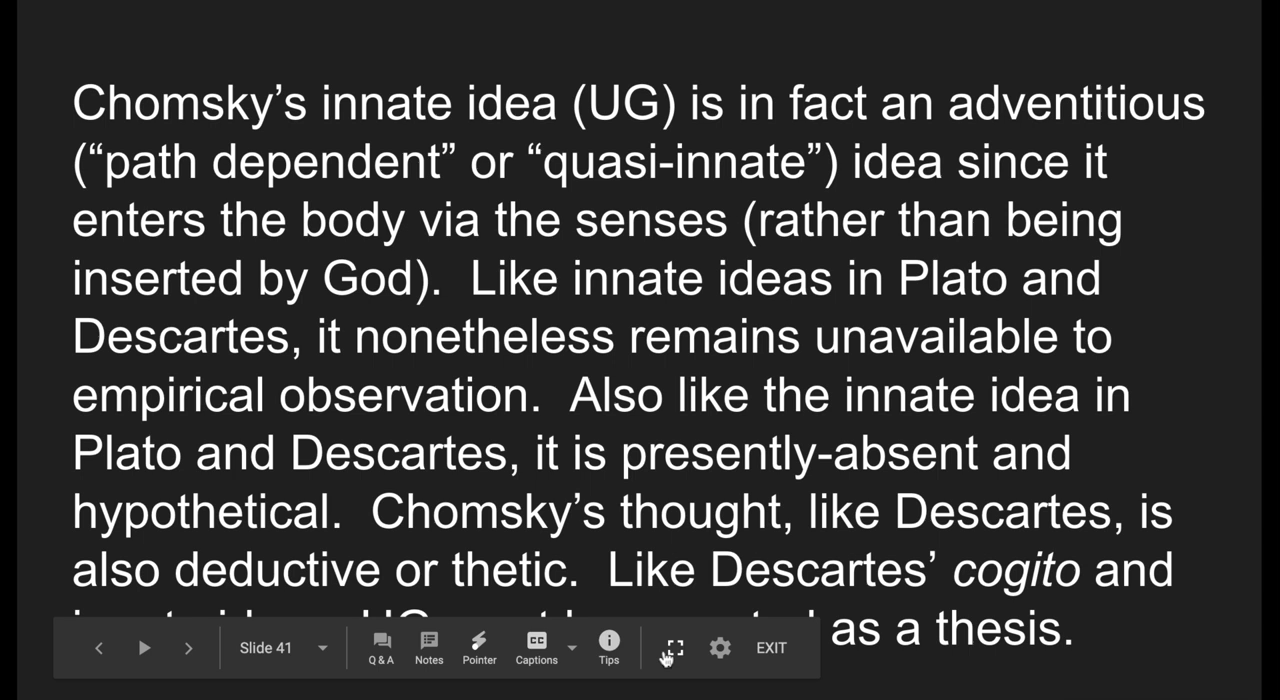 Chomsky’s innate idea (UG) is in fact an adventitious
(“path dependent” or “quasi-innate”) idea since it
enters the body via the senses (rather than being
inserted by God).  Like innate ideas in Plato and
Descartes, it nonetheless remains unavailable to
empirical observation.  Also like the innate idea in
Plato and Descartes, it is presently-absent and
hypothetical.  Chomsky’s thought, like Descartes, is
also deductive or thetic.  Like Descartes’ cogito and
as a thesis.
Slide 41
Q & A
Notes
Pointer
CC
Captions
Tips
EXIT